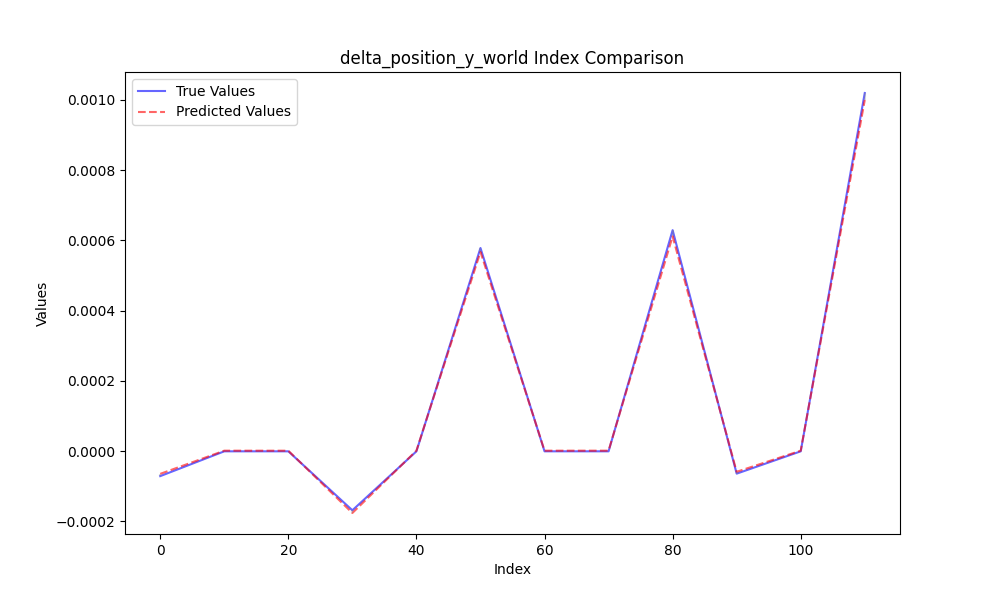 delta_position_y_world Index Comparison
True Values
Predicted Values
0.0010
0.0008
0.0006
0.0004
0.0002
0.0000
−0.0002
Values
0 20 40 60 80 100
Index